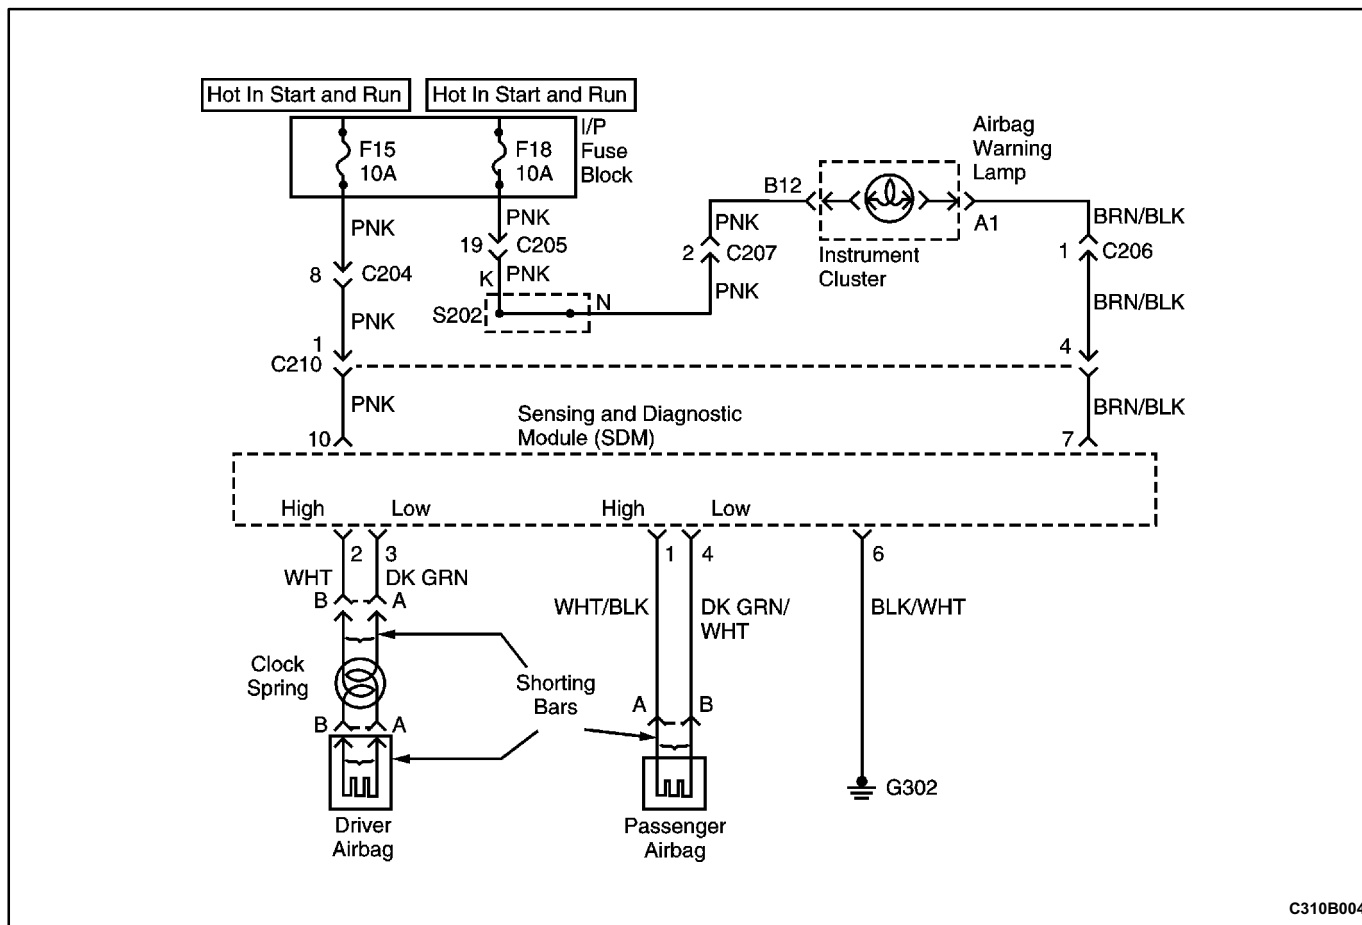 Hot In Start and Run
Hot In Start and Run
I/P
Fuse
Block
F15
10A
F18
10A
Airbag
Warning
Lamp
B12
A1
PNK
PNK
PNK
BRN/BLK
8
C204
19
C205
2
C207
Instrument
Cluster
1
C206
K
PNK
PNK
BRN/BLK
S202
N
PNK
1
C210
4
PNK
BRN/BLK
Sensing and Diagnostic
Module (SDM)
10
7
High
Low
High
Low
2
3
1
4
6
WHT
DK GRN
WHT/BLK
DK GRN/
WHT
BLK/WHT
B
A
Clock
Spring
Shorting
Bars
A
B
B
A
G302
Driver
Airbag
Passenger
Airbag
C310B004